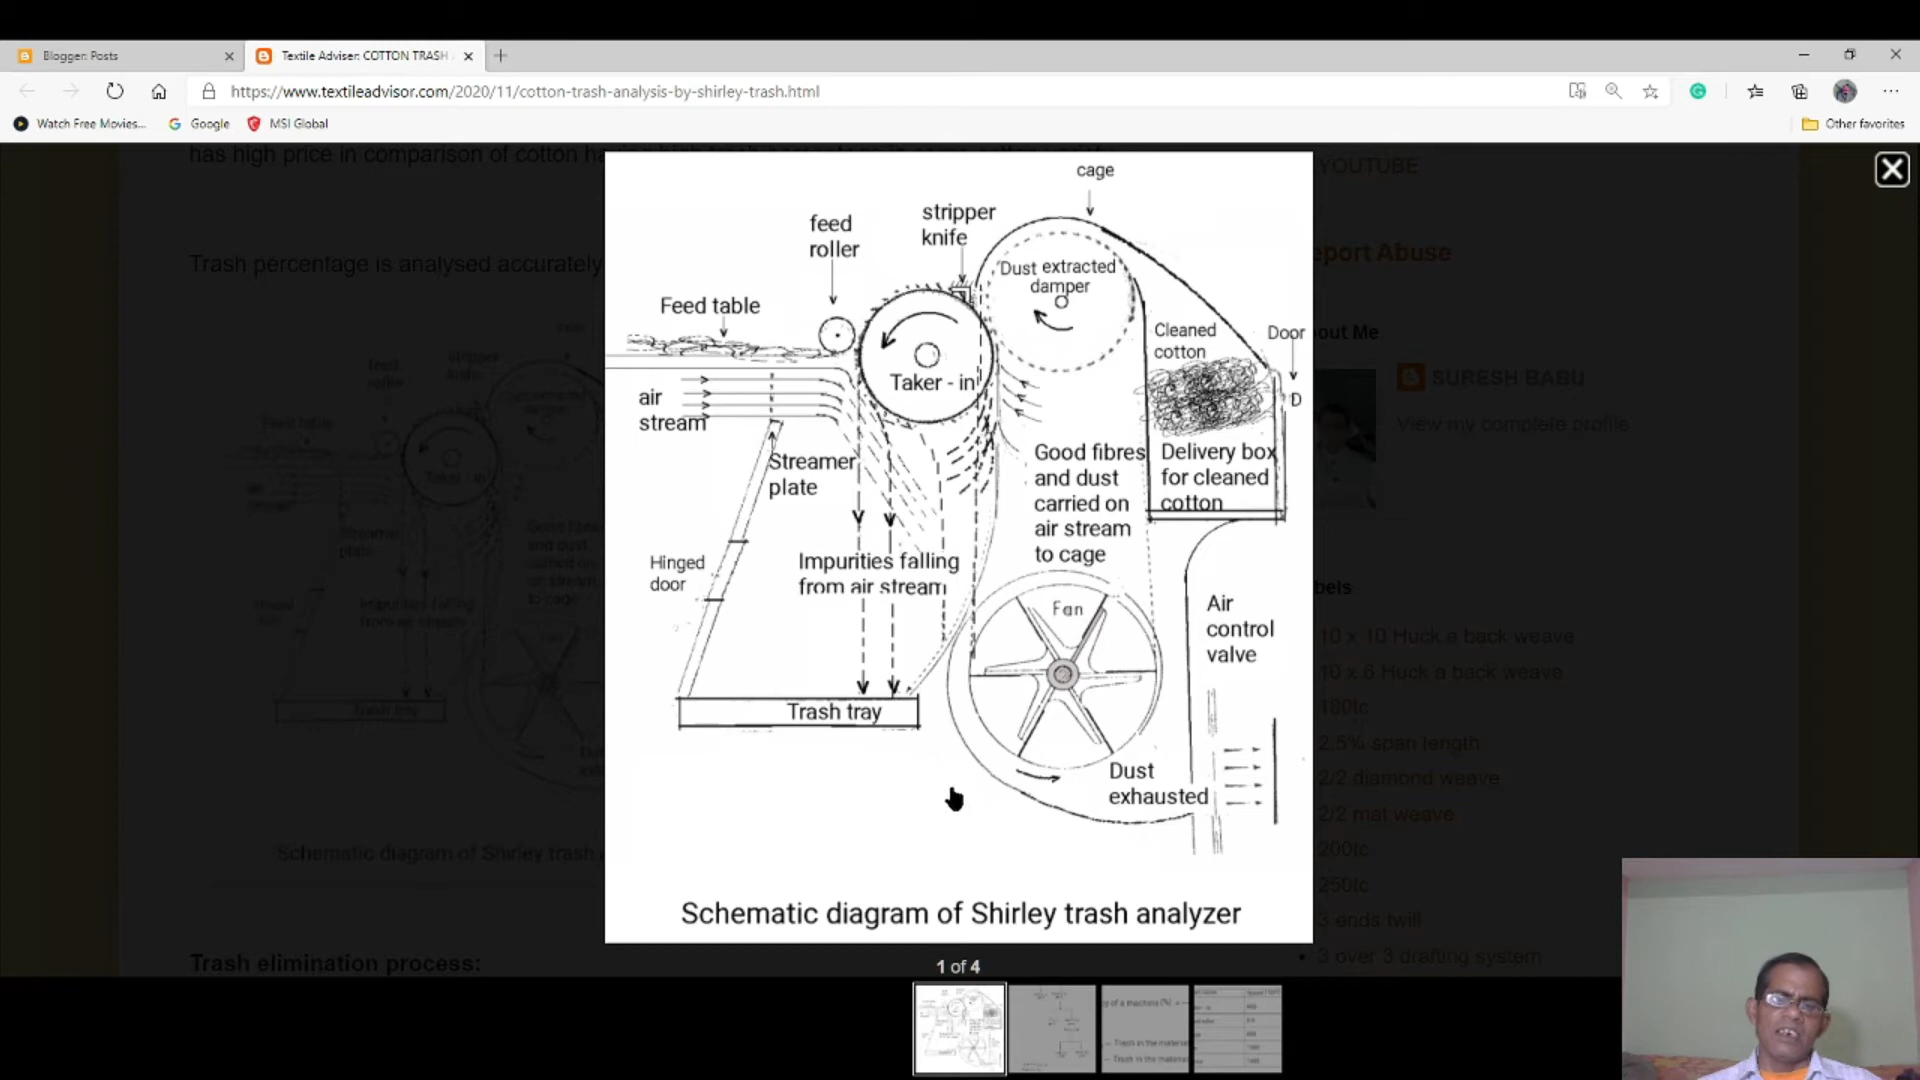 Blogger: Posts
Textile Adviser: COTTON TRASH
https://www.textileadvisor.com/2020/11/cotton-trash-analysis-by-shirley-trash.html
Watch Free Movies...
Google
MSI Global
Other favorites
has high price in comparison of cotton
YOUTUBE
Trash percentage is analysed accurately
eport Abuse
out Me
SURESH BABU
View my complete profile
cage
feed
roller
stripper
knife
Dust extracted
damper
Feed table
Taker - in
Cleaned
cotton
Door
D
air
stream
Streamer
plate
Good fibres
and dust
carried on
air stream
to cage
Delivery box
for cleaned
cotton
Hinged
door
Impurities falling
from air stream
Fan
Air
control
valve
Trash tray
Dust
exhausted
Schematic diagram of Shirley trash analyzer
bels
10 x 10 Huck a back weave
10 x 6 Huck a back weave
180tc
2.5% span length
2/2 diamond weave
2/2 mat weave
200tc
250tc
3 ends twill
3 over 3 drafting system
Schematic diagram of Shirley trash
Trash elimination process:
1 of 4